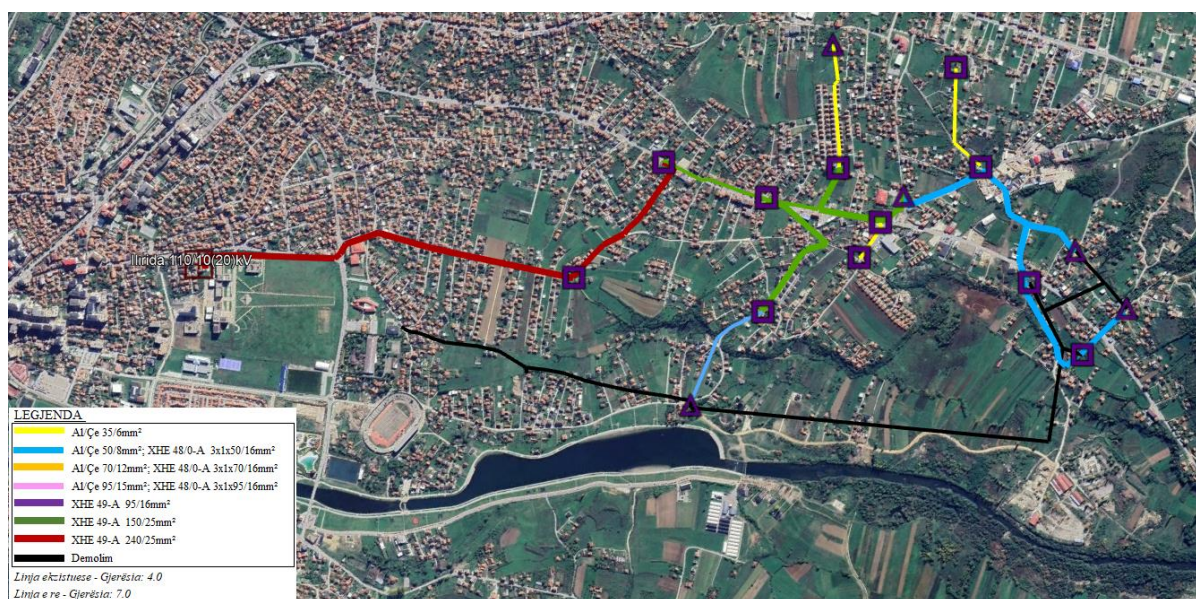 Ilirida 110/10(20)kV
LEGJENDA
Al/Çe 35/6mm²
Al/Çe 50/8mm²; XHE 48/0-A 3x1x50/16mm²
Al/Çe 70/12mm²; XHE 48/0-A 3x1x70/16mm²
Al/Çe 95/15mm²; XHE 48/0-A 3x1x95/16mm²
XHE 49-A 95/16mm²
XHE 49-A 150/25mm²
XHE 49-A 240/25mm²
Demolim
Linja ekzistuese - Gjerësia: 4.0
Linja e re - Gjerësia: 7.0